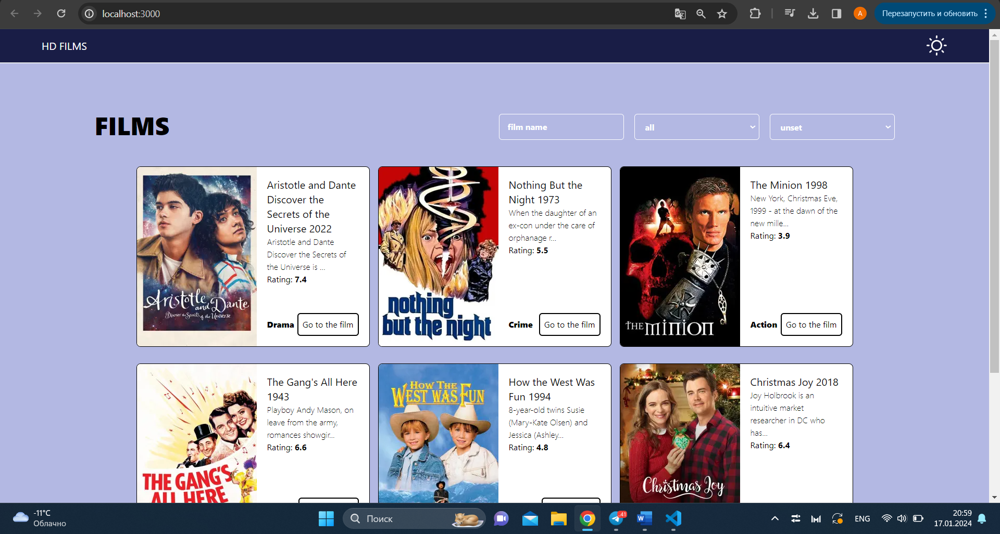 localhost:3000
A
Перезапустить и обновить
HD FILMS
FILMS
film name
all
unset
Aristotle and Dante
Discover the Secrets of the Universe
Aristotle and Dante
Discover the
Secrets of the
Universe 2022
Aristotle and Dante
Discover the Secrets of
the Universe is ...
Rating: 7.4
Drama
Go to the film
nothing
but the night
Nothing But the
Night 1973
When the daughter of an
ex-con under the care of
orphanage r...
Rating: 5.5
Crime
Go to the film
THE MINION
The Minion 1998
New York, Christmas Eve,
1999 - at the dawn of the
new mille...
Rating: 3.9
Action
Go to the film
THE GANG'S
ALL HERE
The Gang's All Here
1943
Playboy Andy Mason, on
leave from the army,
romances showgir...
Rating: 6.6
HOW THE
WEST WAS FUN
How the West Was
Fun 1994
8-year-old twins Susie
(Mary-Kate Olsen) and
Jessica (Ashley...
Rating: 4.8
Christmas Joy
Christmas Joy 2018
Joy Holbrook is an
intuitive market
researcher in DC who
has...
Rating: 6.4
-11°C
Облачно
Поиск
41
ENG
20:59
17.01.2024